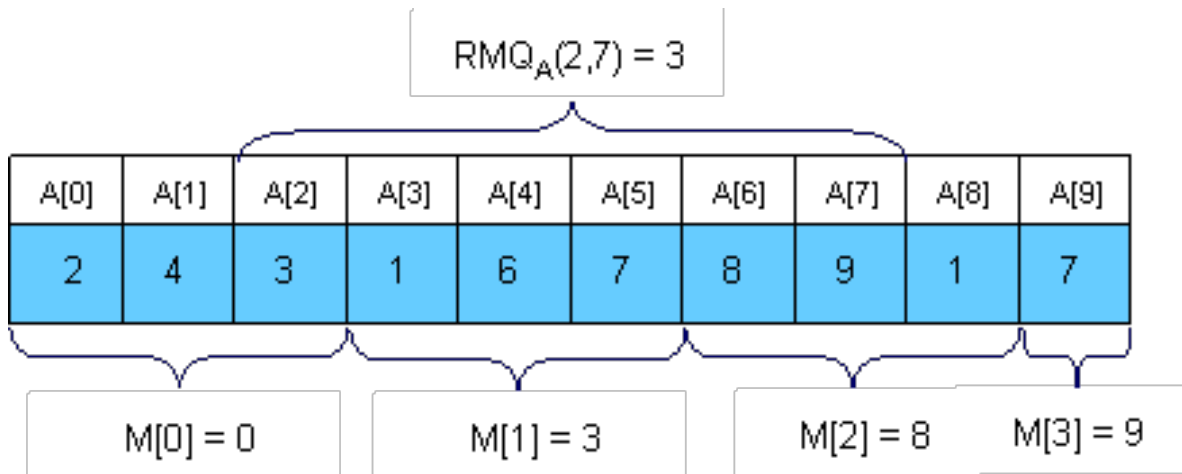 RMQA(2,7) = 3
A[0] A[1] A[2] A[3] A[4] A[5] A[6] A[7] A[8] A[9]
2 4 3 1 6 7 8 9 1 7
M[0] = 0 M[1] = 3 M[2] = 8 M[3] = 9